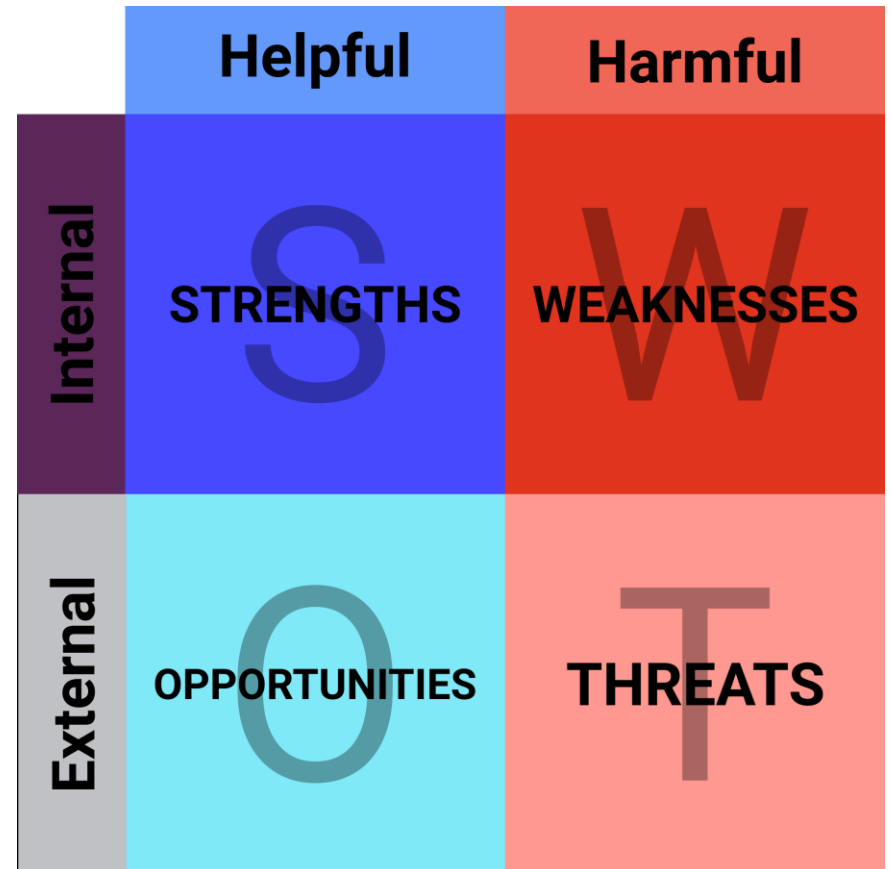 Helpful
Harmful
Internal
S
STRENGTHS
W
WEAKNESSES
External
O
OPPORTUNITIES
T
THREATS